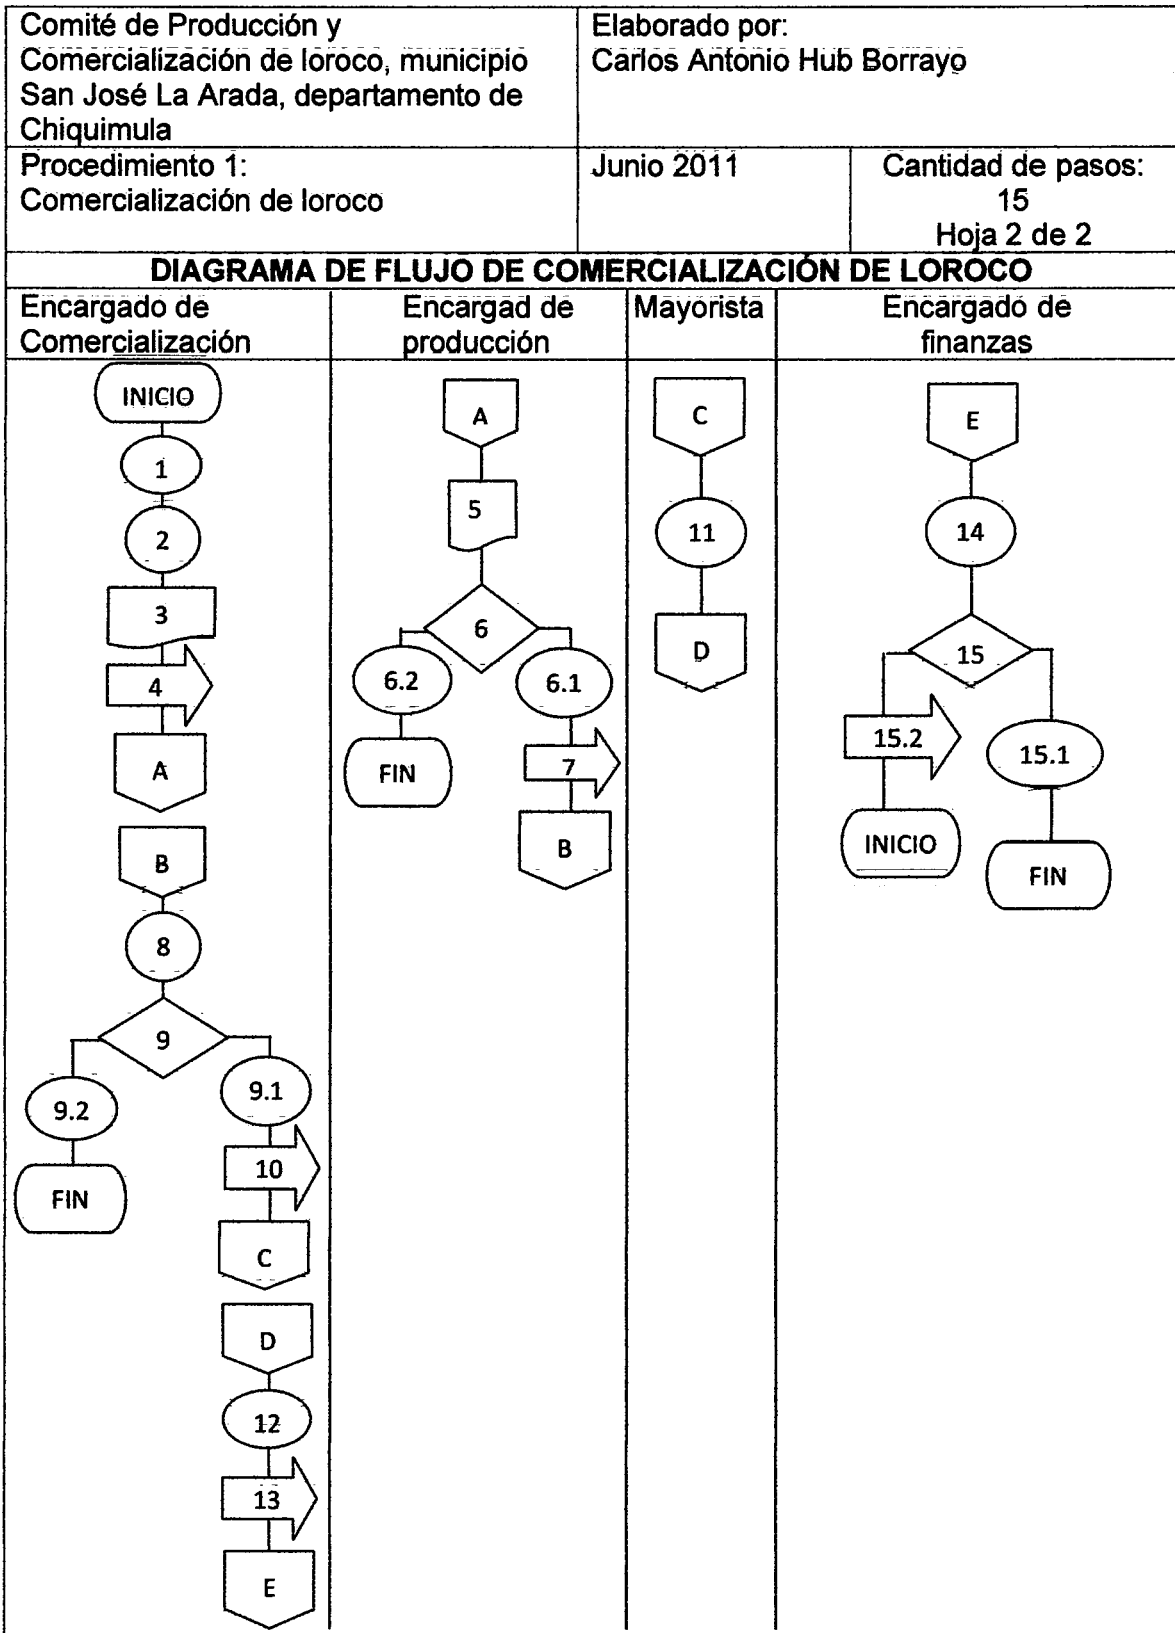 Comité de Producción y
Comercialización de loroco, municipio
San José La Arada, departamento de
Chiquimula
Elaborado por:
Carlos Antonio Hub Borrayo
Procedimiento 1:
Comercialización de loroco
Junio 2011
Cantidad de pasos:
15
Hoja 2 de 2
DIAGRAMA DE FLUJO DE COMERCIALIZACIÓN DE LOROCO
Encargado de
Comercialización
Encargad de
producción
Mayorista
Encargado de
finanzas
INICIO
1
2
3
4
A
B
8
9
9.2
9.1
FIN
10
C
D
12
13
E
A
5
6
6.2
6.1
FIN
7
B
C
11
D
E
14
15
15.2
15.1
INICIO
FIN